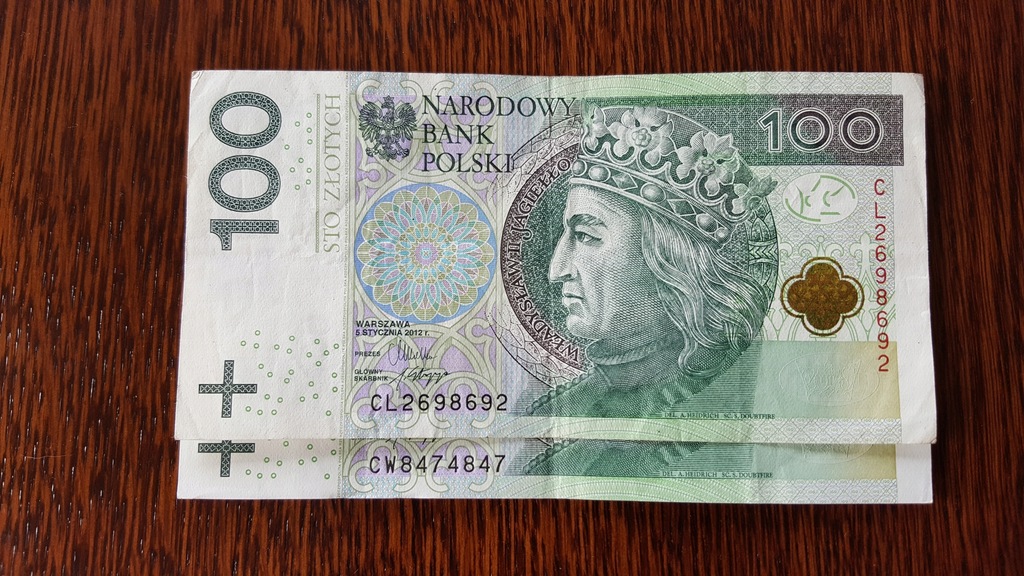 100
STO ZŁOTYCH
NARODOWY
BANK
POLSKI
100
WŁADYSŁAW II JAGIEŁŁO
CL2698692
WARSZAWA
5 STYCZNIA 2012 r.
PREZES
GŁÓWNY
SKARBNIK
CL2698692
DEL. A. HEIDRICH SC. S. DOUBTFIRE
CW8474847
DEL. A. HEIDRICH SC. S. DOUBTFIRE